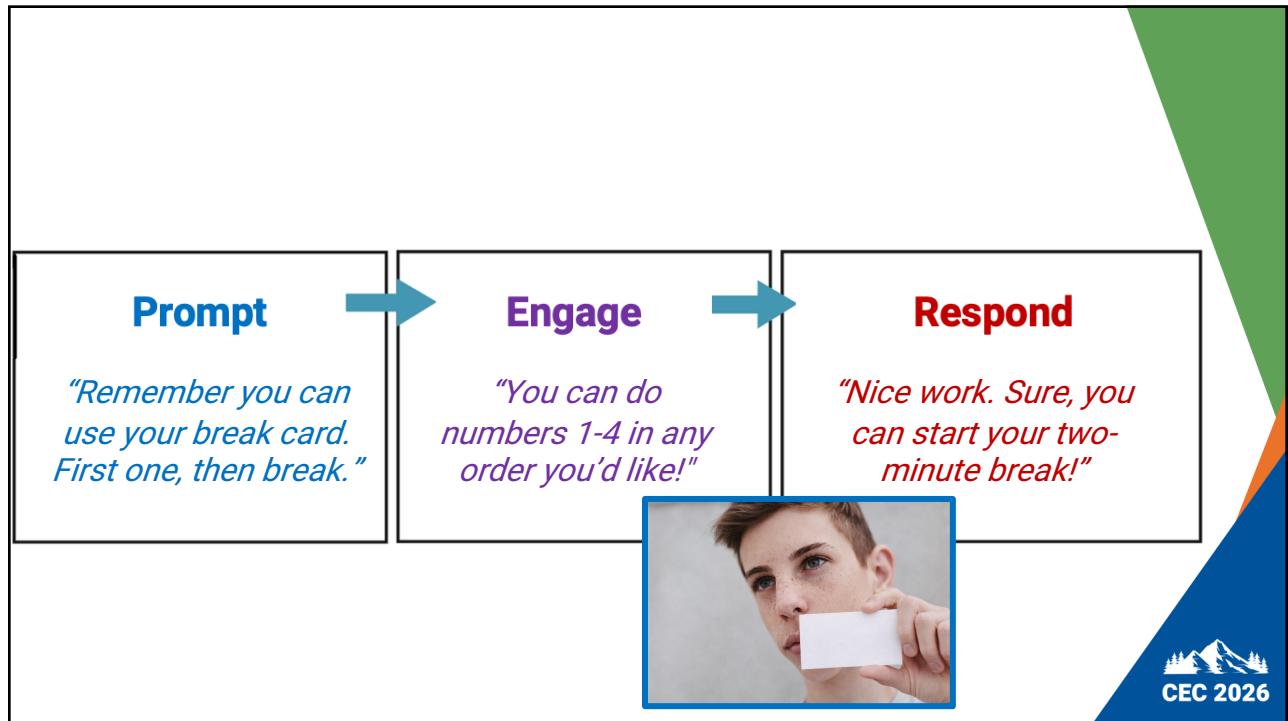 Prompt
“Remember you can
use your break card.
First one, then break.”
Engage
“You can do
numbers 1-4 in any
order you’d like!"
Respond
“Nice work. Sure, you
can start your two-
minute break!”
CEC 2026